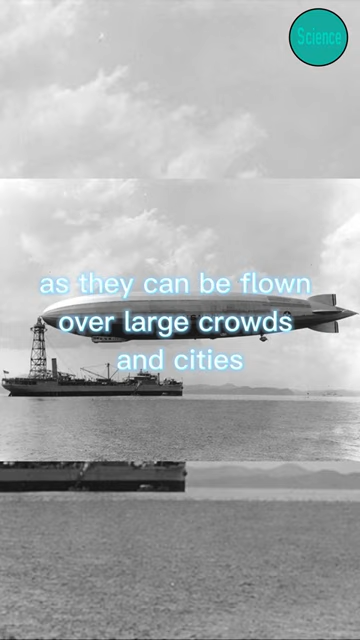 Science
as they can be flown
over large crowds
and cities